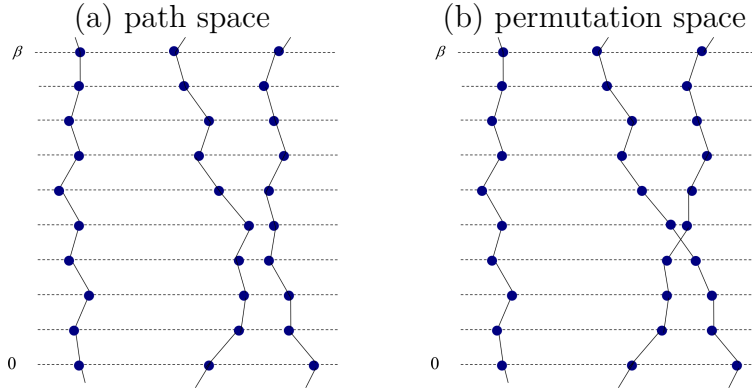 (a) path space
(b) permutation space
β
β
0
0